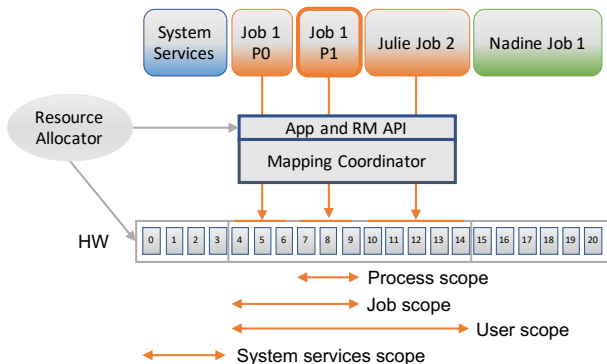 System Services
Job 1 P0
Job 1 P1
Julie Job 2
Nadine Job 1
Resource Allocator
App and RM API
Mapping Coordinator
HW
0 1 2 3 4 5 6 7 8 9 10 11 12 13 14 15 16 17 18 19 20
Process scope
Job scope
User scope
System services scope